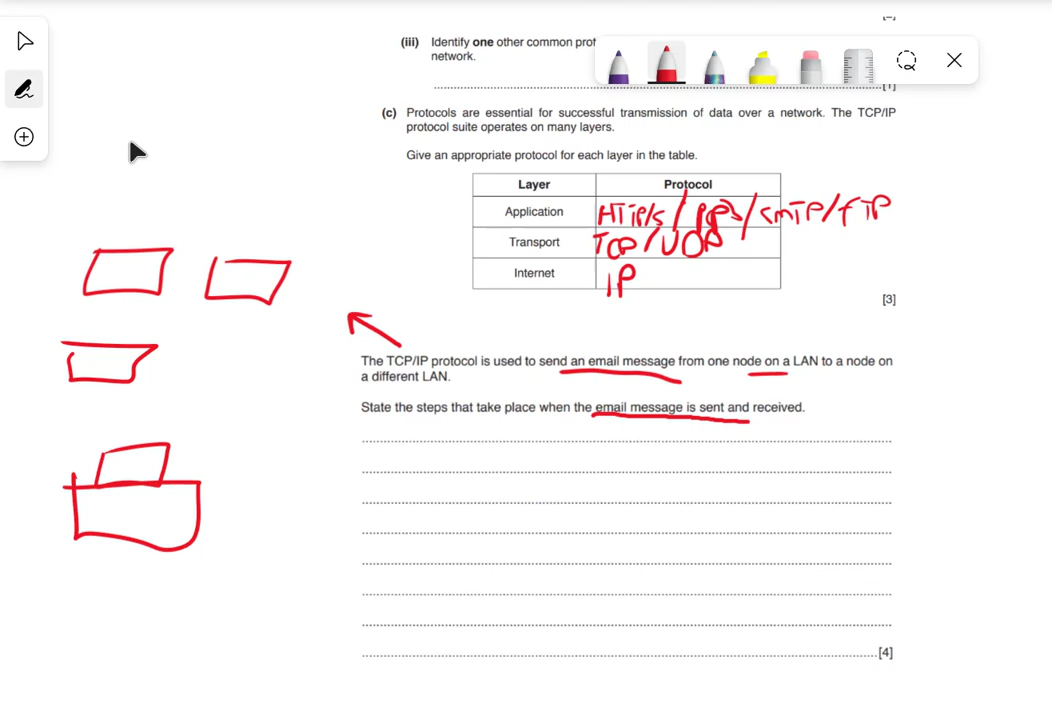 (iii) Identify one other common
network.
[1]
(c) Protocols are essential for successful transmission of data over a network. The TCP/IP
protocol suite operates on many layers.
Give an appropriate protocol for each layer in the table.
Layer Protocol
Application HTTP/s / POP3 / SMTP / FTP
Transport TCP / UDP
Internet IP
[3]
The TCP/IP protocol is used to send an email message from one node on a LAN to a node on
a different LAN.
State the steps that take place when the email message is sent and received.
[4]